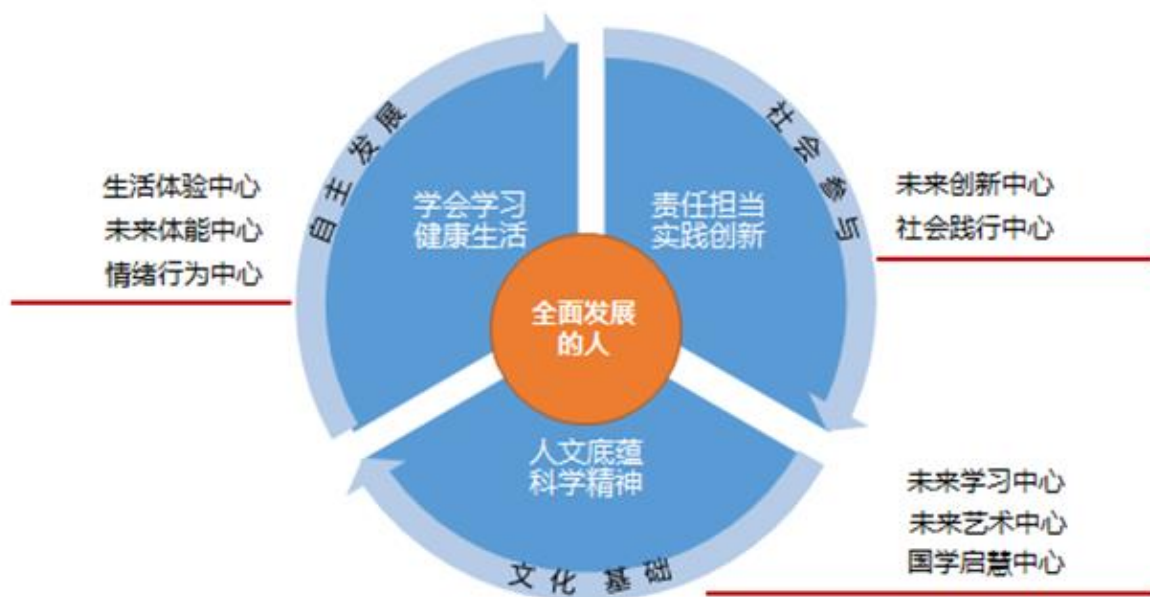 自主 发展
社会 参与
生活体验中心
未来体能中心
情绪行为中心
学会学习
健康生活
责任担当
实践创新
未来创新中心
社会践行中心
全面发展
的人
人文底蕴
科学精神
未来学习中心
未来艺术中心
国学启慧中心
文化 基础